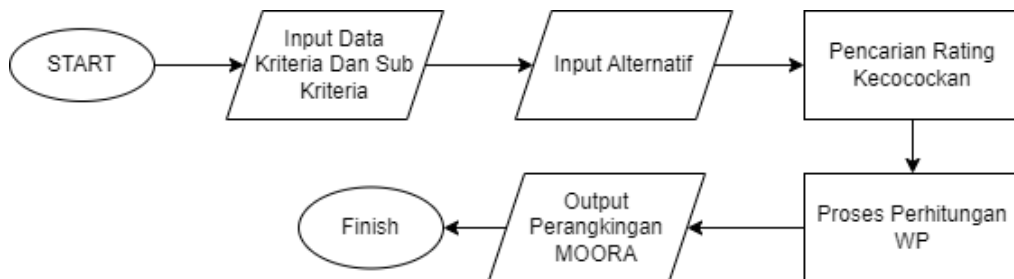 START
Input Data
Kriteria Dan Sub
Kriteria
Input Alternatif
Pencarian Rating
Kecocockan
Proses Perhitungan
WP
Output
Perangkingan
MOORA
Finish